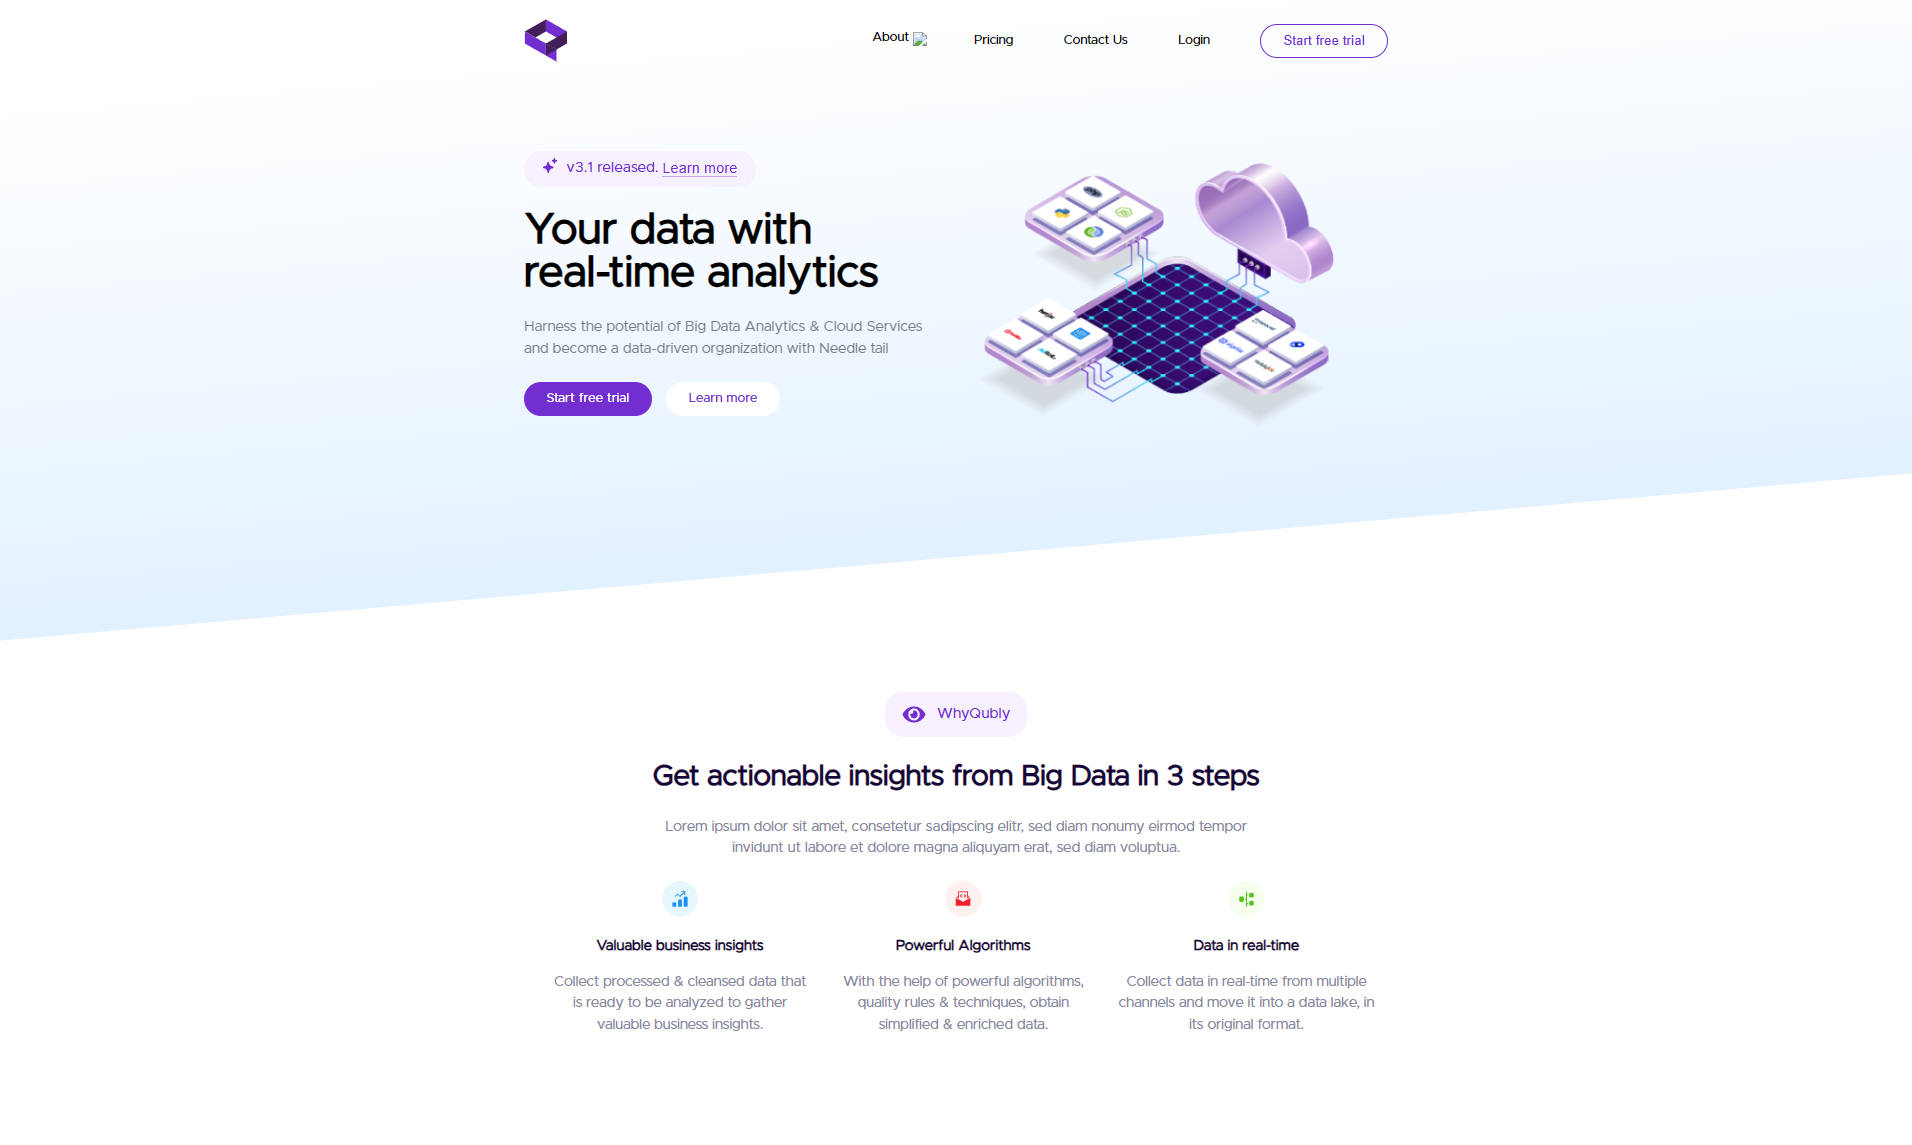 About
Pricing
Contact Us
Login
Start free trial
v3.1 released. Learn more
Your data with
real-time analytics
Harness the potential of Big Data Analytics & Cloud Services
and become a data-driven organization with Needle tail
Start free trial
Learn more
WhyQubly
Get actionable insights from Big Data in 3 steps
Lorem ipsum dolor sit amet, consetetur sadipscing elitr, sed diam nonumy eirmod tempor
invidunt ut labore et dolore magna aliquyam erat, sed diam voluptua.
Valuable business insights
Collect processed & cleansed data that
is ready to be analyzed to gather
valuable business insights.
Powerful Algorithms
With the help of powerful algorithms,
quality rules & techniques, obtain
simplified & enriched data.
Data in real-time
Collect data in real-time from multiple
channels and move it into a data lake, in
its original format.